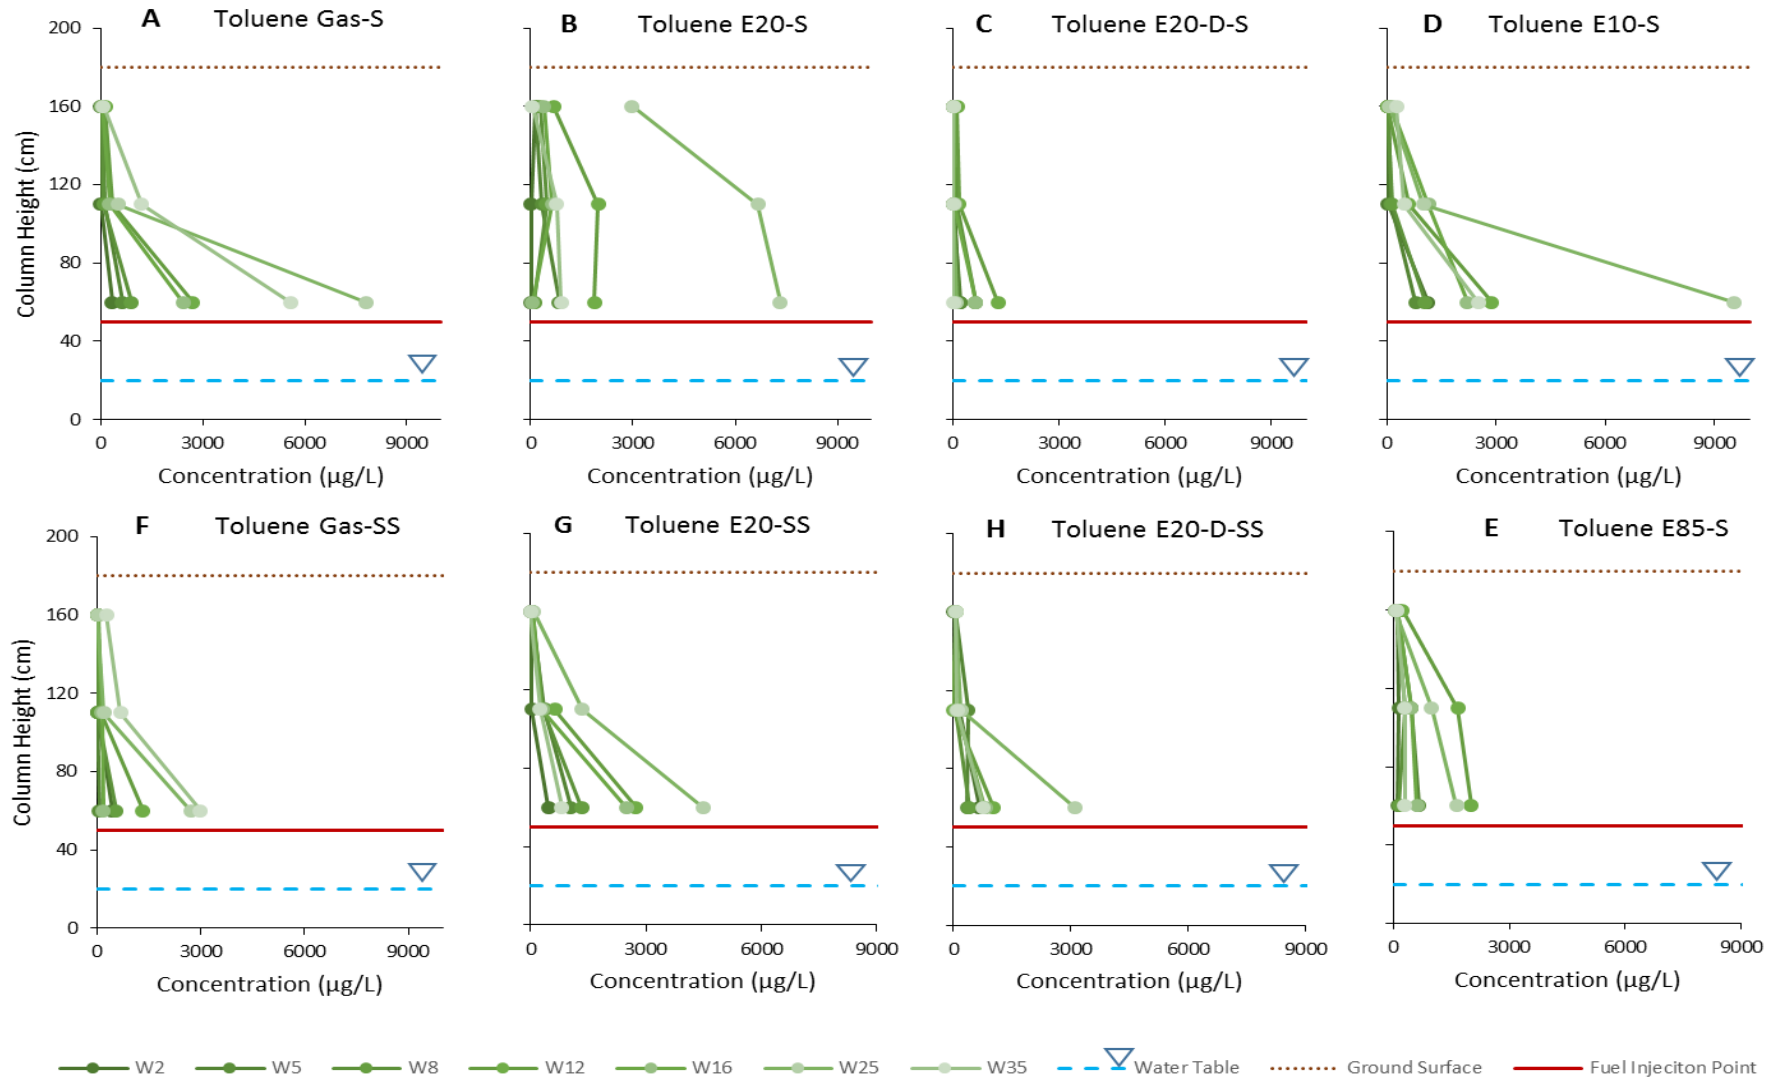 A Toluene Gas-S
B Toluene E20-S
C Toluene E20-D-S
D Toluene E10-S
Column Height (cm)
200
160
120
80
40
0
0 3000 6000 9000
0 3000 6000 9000
0 3000 6000 9000
0 3000 6000 9000
Concentration (µg/L)
Concentration (µg/L)
Concentration (µg/L)
Concentration (µg/L)
F Toluene Gas-SS
G Toluene E20-SS
H Toluene E20-D-SS
E Toluene E85-S
Column Height (cm)
200
160
120
80
40
0
0 3000 6000 9000
0 3000 6000 9000
0 3000 6000 9000
0 3000 6000 9000
Concentration (µg/L)
Concentration (µg/L)
Concentration (µg/L)
Concentration (µg/L)
W2 W5 W8 W12 W16 W25 W35 Water Table Ground Surface Fuel Injeciton Point